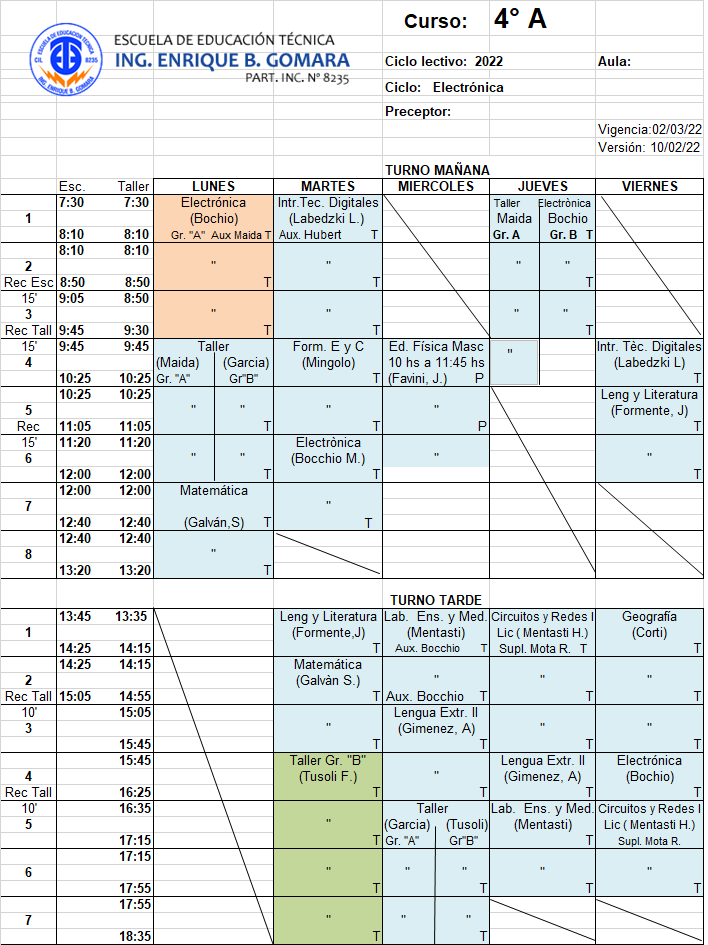 Curso: 4° A
ESCUELA DE EDUCACIÓN TÉCNICA
ING. ENRIQUE B. GOMARA
PART. INC. Nº 8235
ESCUELA DE EDUCACIÓN TÉCNICA
CIL 8235
ING. ENRIQUE B. GOMARA
Ciclo lectivo: 2022 Aula:
Ciclo: Electrónica
Preceptor:
Vigencia:02/03/22
Versión: 10/02/22
TURNO MAÑANA
Esc. Taller LUNES MARTES MIERCOLES JUEVES VIERNES
7:30 7:30 Electrónica Intr.Tec. Digitales Taller Electrònica
1 (Bochio) (Labedzki L.) Maida Bochio
8:10 8:10 Gr. "A" Aux Maida T Aux. Hubert T Gr. A Gr. B T
8:10 8:10
2 " " " "
Rec Esc 8:50 8:50 T T T
15' 9:05 8:50
3 " " " "
Rec Tall 9:45 9:30 T T T
15' 9:45 9:45 Taller Form. E y C Ed. Física Masc " Intr. Tèc. Digitales
4 (Maida) (Garcia) (Mingolo) 10 hs a 11:45 hs (Labedzki L)
10:25 10:25 Gr. "A" Gr"B" T (Favini, J.) P T
10:25 10:25 Leng y Literatura
5 " " " " (Formente, J)
Rec 11:05 11:05 T T P T
15' 11:20 11:20 Electrònica
6 " " (Bocchio M.) " "
12:00 12:00 T T T
12:00 12:00 Matemática
7 "
12:40 12:40 (Galván,S) T T
12:40 12:40
8 "
13:20 13:20 T
TURNO TARDE
13:45 13:35 Leng y Literatura Lab. Ens. y Med. Circuitos y Redes I Geografía
1 (Formente,J) (Mentasti) Lic ( Mentasti H.) (Corti)
14:25 14:15 T Aux. Bocchio T Supl. Mota R. T T
14:25 14:15 Matemática
2 (Galvàn S.) " "
Rec Tall 15:05 14:55 T Aux. Bocchio T T T
10' 15:05 Lengua Extr. II
3 " (Gimenez, A) " "
15:45 T T T T
15:45 Taller Gr. "B" Lengua Extr. II Electrónica
4 (Tusoli F.) " (Gimenez, A) (Bochio)
Rec Tall 16:25 T T T
10' 16:35 Taller Lab. Ens. y Med. Circuitos y Redes I
5 " (Garcia) (Tusoli) (Mentasti) Lic ( Mentasti H.)
17:15 T Gr. "A" Gr"B" T Supl. Mota R.
17:15
6 " " " " "
17:55 T T T T
17:55
7 " " "
18:35 T T